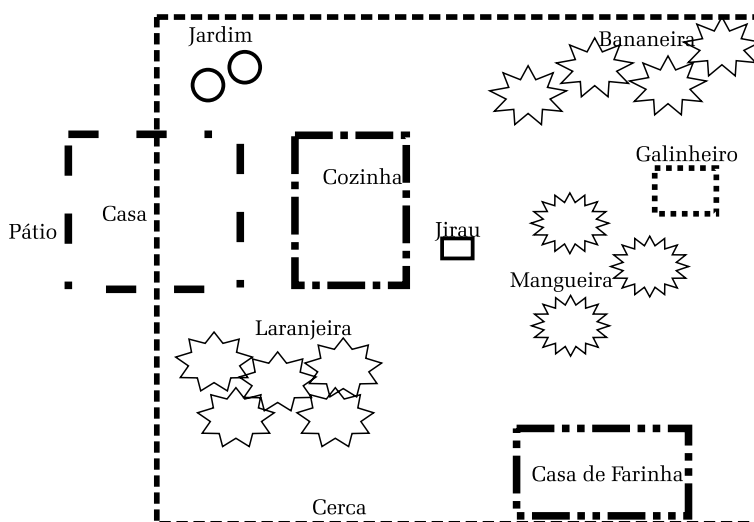 Jardim
Bananeira
Galinheiro
Cozinha
Casa
Pátio
Jirau
Mangueira
Laranjeira
Casa de Farinha
Cerca